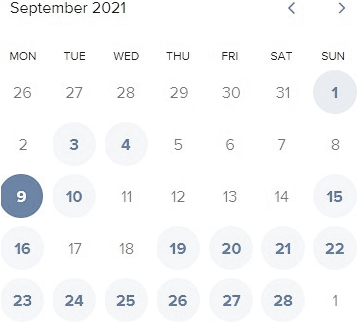 September 2021
MON TUE WED THU FRI SAT SUN
26 27 28 29 30 31 1
2 3 4 5 6 7 8
9 10 11 12 13 14 15
16 17 18 19 20 21 22
23 24 25 26 27 28 1